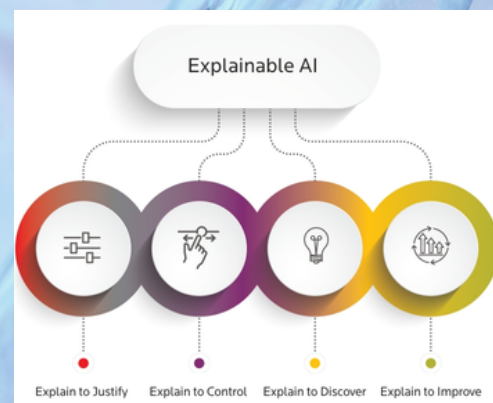 Explainable AI
Explain to Justify
Explain to Control
Explain to Discover
Explain to Improve